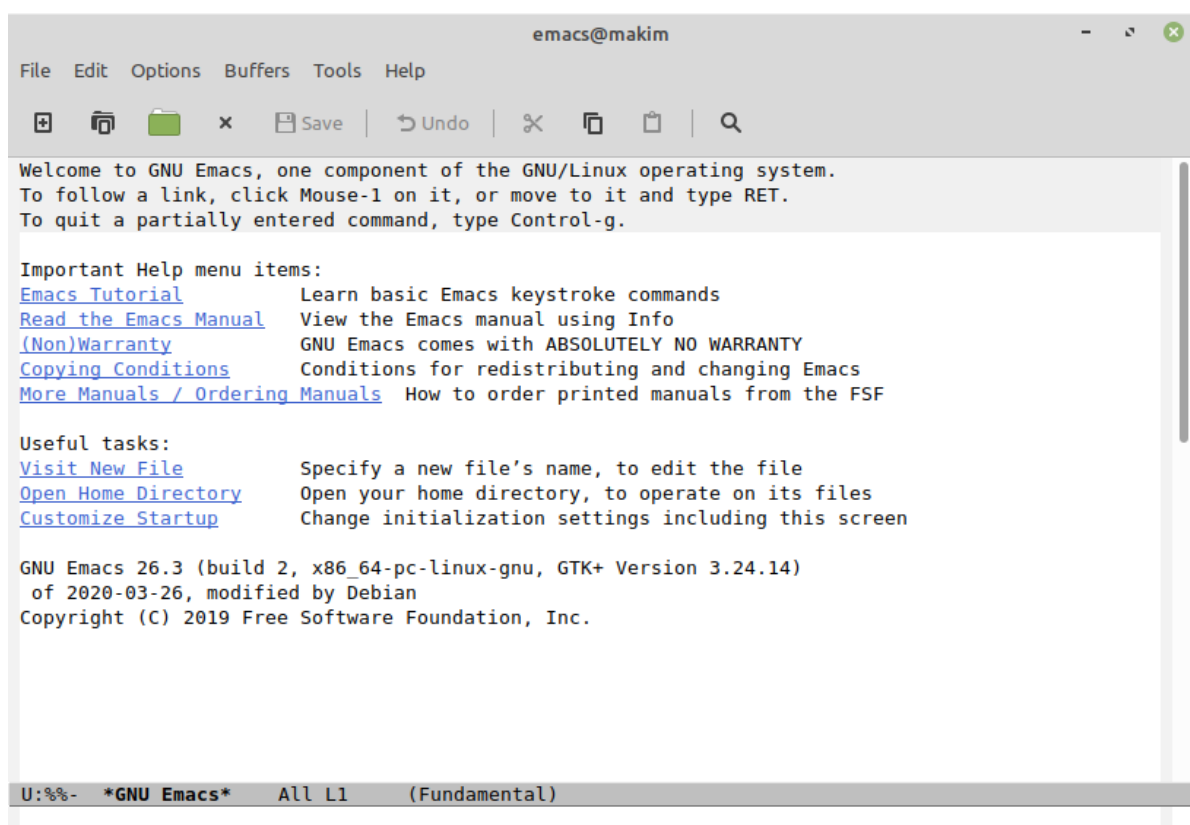 emacs@makim
File Edit Options Buffers Tools Help
Save Undo
Welcome to GNU Emacs, one component of the GNU/Linux operating system.
To follow a link, click Mouse-1 on it, or move to it and type RET.
To quit a partially entered command, type Control-g.
Important Help menu items:
Emacs Tutorial Learn basic Emacs keystroke commands
Read the Emacs Manual View the Emacs manual using Info
(Non)Warranty GNU Emacs comes with ABSOLUTELY NO WARRANTY
Copying Conditions Conditions for redistributing and changing Emacs
More Manuals / Ordering Manuals How to order printed manuals from the FSF
Useful tasks:
Visit New File Specify a new file’s name, to edit the file
Open Home Directory Open your home directory, to operate on its files
Customize Startup Change initialization settings including this screen
GNU Emacs 26.3 (build 2, x86_64-pc-linux-gnu, GTK+ Version 3.24.14)
of 2020-03-26, modified by Debian
Copyright (C) 2019 Free Software Foundation, Inc.
U:%%- *GNU Emacs* All L1 (Fundamental)